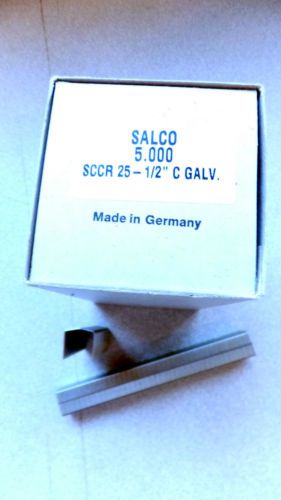 SALCO
5.000
SCCR 25 - 1/2" C GALV.
Made in Germany